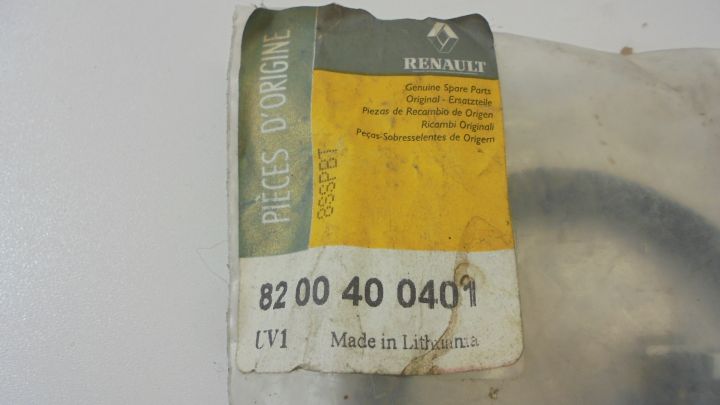 PIÈCES D'ORIGINE
RENAULT
Genuine Spare Parts
Original - Ersatzteile
Piezas de Recambio de Origen
Ricambi Originali
Peças-Sobresselentes de Origem
888PBT
82 00 40 0401
UV1 Made in Lithuania